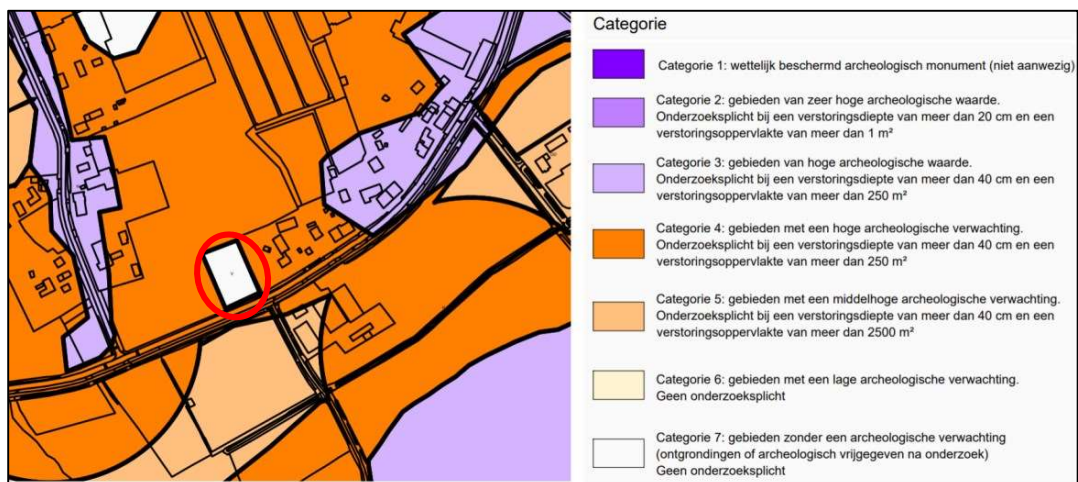 Categorie
Categorie 1: wettelijk beschermd archeologisch monument (niet aanwezig)
Categorie 2: gebieden van zeer hoge archeologische waarde.
Onderzoeksplicht bij een verstoringsdiepte van meer dan 20 cm en een
verstoringsoppervlakte van meer dan 1 m²
Categorie 3: gebieden van hoge archeologische waarde.
Onderzoeksplicht bij een verstoringsdiepte van meer dan 40 cm en een
verstoringsoppervlakte van meer dan 250 m²
Categorie 4: gebieden met een hoge archeologische verwachting.
Onderzoeksplicht bij een verstoringsdiepte van meer dan 40 cm en een
verstoringsoppervlakte van meer dan 250 m²
Categorie 5: gebieden met een middelhoge archeologische verwachting.
Onderzoeksplicht bij een verstoringsdiepte van meer dan 40 cm en een
verstoringsoppervlakte van meer dan 2500 m²
Categorie 6: gebieden met een lage archeologische verwachting.
Geen onderzoeksplicht
Categorie 7: gebieden zonder een archeologische verwachting
(ontgrondingen of archeologisch vrijgegeven na onderzoek)
Geen onderzoeksplicht